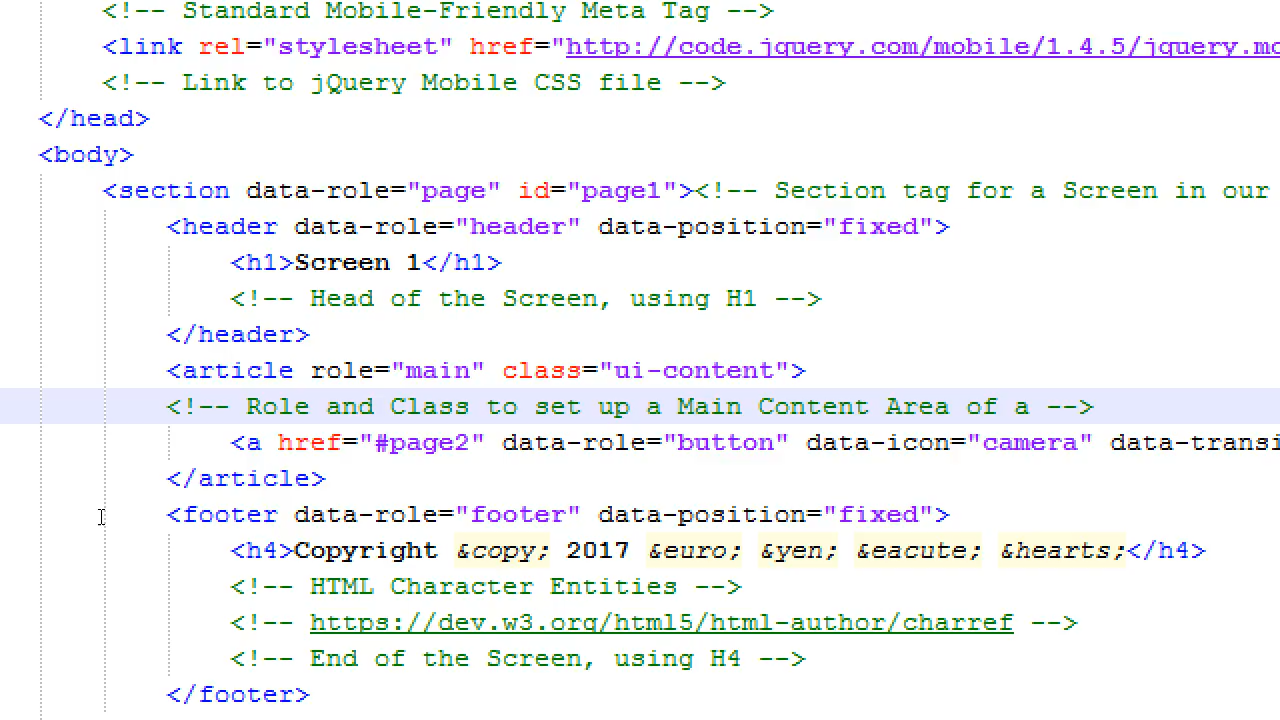 <!-- Standard Mobile-Friendly Meta Tag -->
<link rel="stylesheet" href="http://code.jquery.com/mobile/1.4.5/jquery.mo
<!-- Link to jQuery Mobile CSS file -->
</head>
<body>
<section data-role="page" id="page1"><!-- Section tag for a Screen in our
<header data-role="header" data-position="fixed">
<h1>Screen 1</h1>
<!-- Head of the Screen, using H1 -->
</header>
<article role="main" class="ui-content">
<!-- Role and Class to set up a Main Content Area of a -->
<a href="#page2" data-role="button" data-icon="camera" data-transi
</article>
<footer data-role="footer" data-position="fixed">
<h4>Copyright &copy; 2017 &euro; &yen; &eacute; &hearts;</h4>
<!-- HTML Character Entities -->
<!-- https://dev.w3.org/html5/html-author/charref -->
<!-- End of the Screen, using H4 -->
</footer>